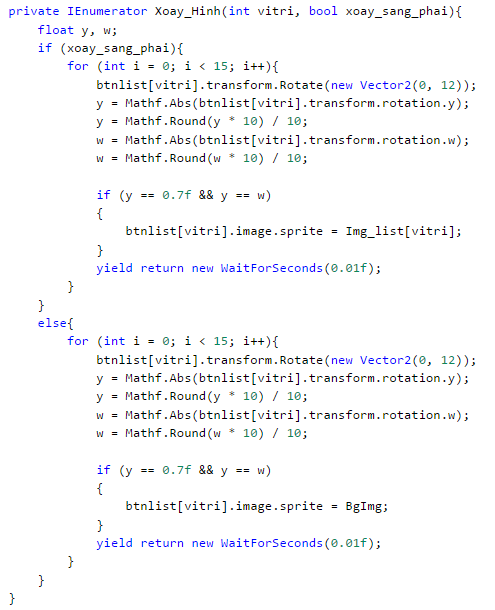 private IEnumerator Xoay_Hinh(int vitri, bool xoay_sang_phai){
    float y, w;
    if (xoay_sang_phai){
        for (int i = 0; i < 15; i++){
            btnlist[vitri].transform.Rotate(new Vector2(0, 12));
            y = Mathf.Abs(btnlist[vitri].transform.rotation.y);
            y = Mathf.Round(y * 10) / 10;
            w = Mathf.Abs(btnlist[vitri].transform.rotation.w);
            w = Mathf.Round(w * 10) / 10;

            if (y == 0.7f && y == w)
            {
                btnlist[vitri].image.sprite = Img_list[vitri];
            }
            yield return new WaitForSeconds(0.01f);
        }
    }
    else{
        for (int i = 0; i < 15; i++){
            btnlist[vitri].transform.Rotate(new Vector2(0, 12));
            y = Mathf.Abs(btnlist[vitri].transform.rotation.y);
            y = Mathf.Round(y * 10) / 10;
            w = Mathf.Abs(btnlist[vitri].transform.rotation.w);
            w = Mathf.Round(w * 10) / 10;

            if (y == 0.7f && y == w)
            {
                btnlist[vitri].image.sprite = BgImg;
            }
            yield return new WaitForSeconds(0.01f);
        }
    }
}